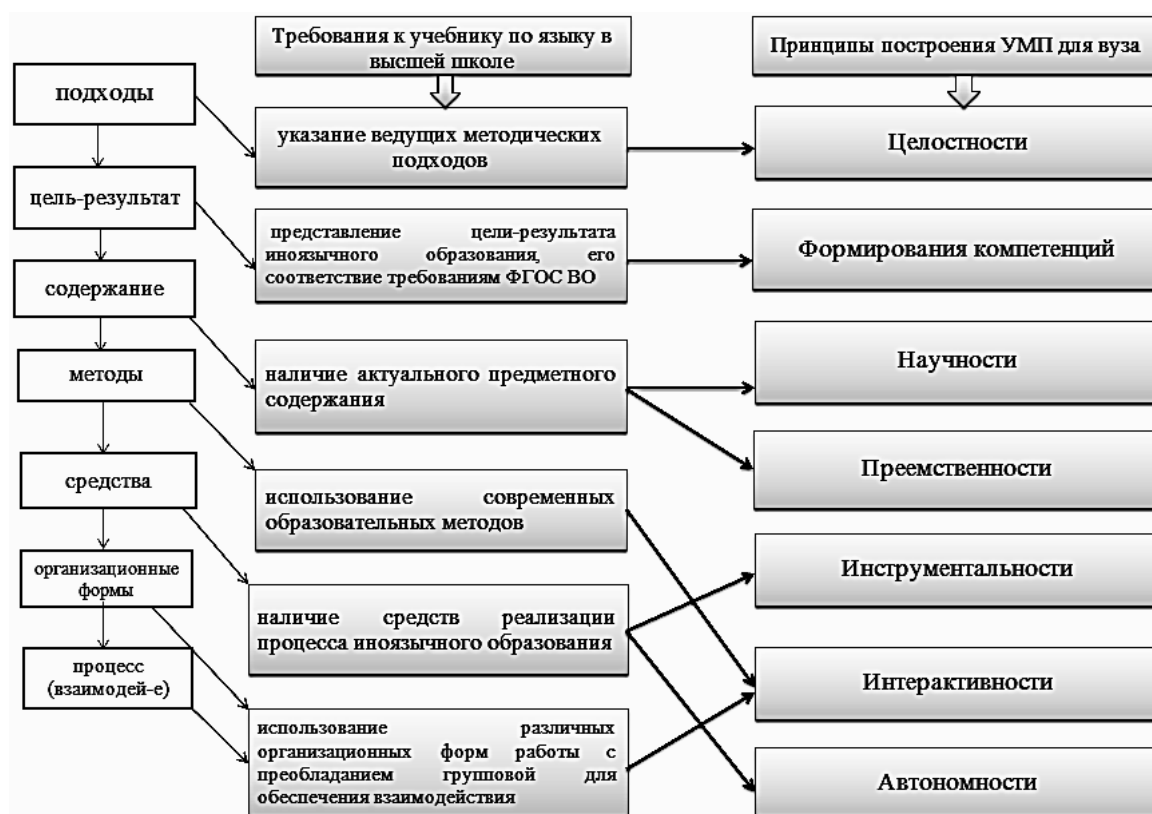 Требования к учебнику по языку в
высшей школе
Принципы построения УМП для вуза
подходы
цель-результат
содержание
методы
средства
организационные
формы
процесс
(взаимодей-е)
указание ведущих методических
подходов
представление цели-результата
иноязычного образования, его
соответствие требованиям ФГОС ВО
наличие актуального предметного
содержания
использование современных
образовательных методов
наличие средств реализации
процесса иноязычного образования
использование различных
организационных форм работы с
преобладанием групповой для
обеспечения взаимодействия
Целостности
Формирования компетенций
Научности
Преемственности
Инструментальности
Интерактивности
Автономности